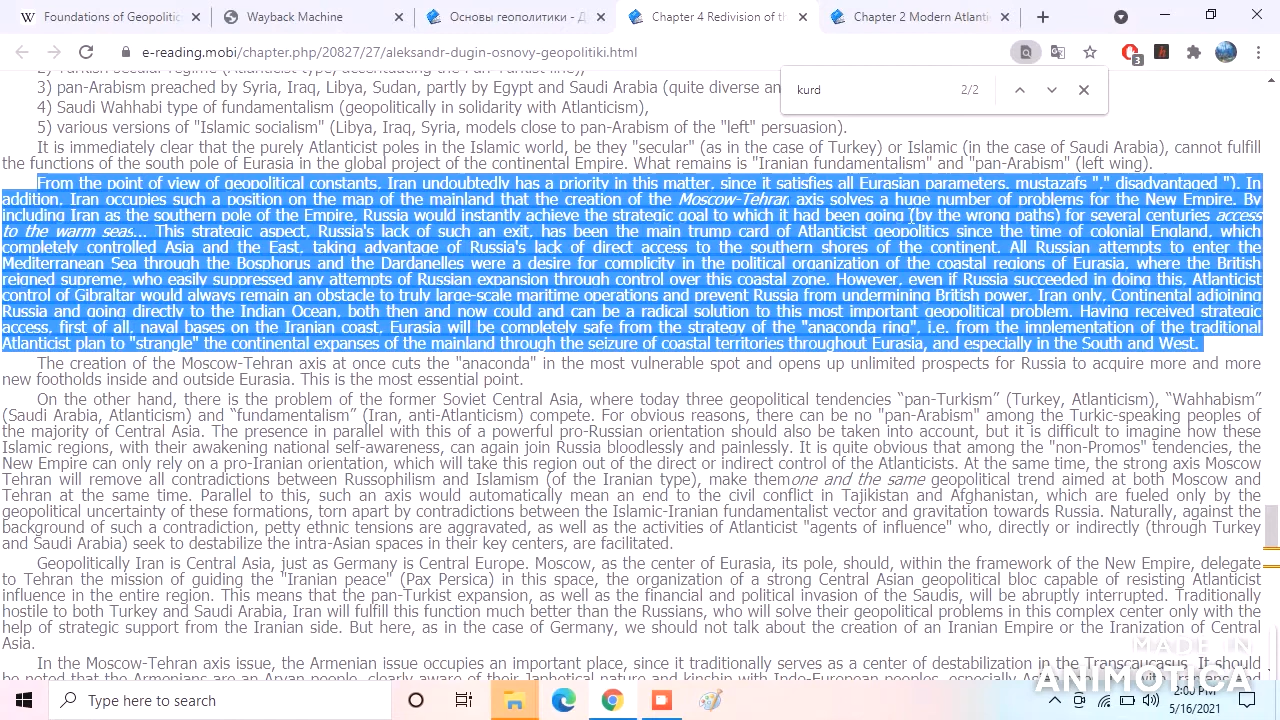 Foundations of Geopolitic
Wayback Machine
Основы геополитики - Д
Chapter 4 Redivision of th
Chapter 2 Modern Atlanti
e-reading.mobi/chapter.php/20827/27/aleksandr-dugin-osnovy-geopolitiki.html
3
kurd
2/2
2) Turkish secular regime (Atlanticist type, accentuating the Pan-Turkist line),
3) pan-Arabism preached by Syria, Iraq, Libya, Sudan, partly by Egypt and Saudi Arabia (quite diverse an
4) Saudi Wahhabi type of fundamentalism (geopolitically in solidarity with Atlanticism),
5) various versions of "Islamic socialism" (Libya, Iraq, Syria, models close to pan-Arabism of the "left" persuasion).
It is immediately clear that the purely Atlanticist poles in the Islamic world, be they "secular" (as in the case of Turkey) or Islamic (in the case of Saudi Arabia), cannot fulfill
the functions of the south pole of Eurasia in the global project of the continental Empire. What remains is "Iranian fundamentalism" and "pan-Arabism" (left wing).
From the point of view of geopolitical constants, Iran undoubtedly has a priority in this matter, since it satisfies all Eurasian parameters, mustazafs "," disadvantaged "). In
addition, Iran occupies such a position on the map of the mainland that the creation of the Moscow-Tehran axis solves a huge number of problems for the New Empire. By
including Iran as the southern pole of the Empire, Russia would instantly achieve the strategic goal to which it had been going (by the wrong paths) for several centuries access
to the warm seas... This strategic aspect, Russia's lack of such an exit, has been the main trump card of Atlanticist geopolitics since the time of colonial England, which
completely controlled Asia and the East, taking advantage of Russia's lack of direct access to the southern shores of the continent. All Russian attempts to enter the
Mediterranean Sea through the Bosphorus and the Dardanelles were a desire for complicity in the political organization of the coastal regions of Eurasia, where the British
reigned supreme, who easily suppressed any attempts of Russian expansion through control over this coastal zone. However, even if Russia succeeded in doing this, Atlanticist
control of Gibraltar would always remain an obstacle to truly large-scale maritime operations and prevent Russia from undermining British power. Iran only, Continental adjoining
Russia and going directly to the Indian Ocean, both then and now could and can be a radical solution to this most important geopolitical problem. Having received strategic
access, first of all, naval bases on the Iranian coast, Eurasia will be completely safe from the strategy of the "anaconda ring", i.e. from the implementation of the traditional
Atlanticist plan to "strangle" the continental expanses of the mainland through the seizure of coastal territories throughout Eurasia, and especially in the South and West.
The creation of the Moscow-Tehran axis at once cuts the "anaconda" in the most vulnerable spot and opens up unlimited prospects for Russia to acquire more and more
new footholds inside and outside Eurasia. This is the most essential point.
On the other hand, there is the problem of the former Soviet Central Asia, where today three geopolitical tendencies “pan-Turkism” (Turkey, Atlanticism), “Wahhabism”
(Saudi Arabia, Atlanticism) and “fundamentalism” (Iran, anti-Atlanticism) compete. For obvious reasons, there can be no "pan-Arabism" among the Turkic-speaking peoples of
the majority of Central Asia. The presence in parallel with this of a powerful pro-Russian orientation should also be taken into account, but it is difficult to imagine how these
Islamic regions, with their awakening national self-awareness, can again join Russia bloodlessly and painlessly. It is quite obvious that among the "non-Promos" tendencies, the
New Empire can only rely on a pro-Iranian orientation, which will take this region out of the direct or indirect control of the Atlanticists. At the same time, the strong axis Moscow
Tehran will remove all contradictions between Russophilism and Islamism (of the Iranian type), make themone and the same geopolitical trend aimed at both Moscow and
Tehran at the same time. Parallel to this, such an axis would automatically mean an end to the civil conflict in Tajikistan and Afghanistan, which are fueled only by the
geopolitical uncertainty of these formations, torn apart by contradictions between the Islamic-Iranian fundamentalist vector and gravitation towards Russia. Naturally, against the
background of such a contradiction, petty ethnic tensions are aggravated, as well as the activities of Atlanticist "agents of influence" who, directly or indirectly (through Turkey
and Saudi Arabia) seek to destabilize the intra-Asian spaces in their key centers, are facilitated.
Geopolitically Iran is Central Asia, just as Germany is Central Europe. Moscow, as the center of Eurasia, its pole, should, within the framework of the New Empire, delegate
to Tehran the mission of guiding the "Iranian peace" (Pax Persica) in this space, the organization of a strong Central Asian geopolitical bloc capable of resisting Atlanticist
influence in the entire region. This means that the pan-Turkist expansion, as well as the financial and political invasion of the Saudis, will be abruptly interrupted. Traditionally
hostile to both Turkey and Saudi Arabia, Iran will fulfill this function much better than the Russians, who will solve their geopolitical problems in this complex center only with the
help of strategic support from the Iranian side. But here, as in the case of Germany, we should not talk about the creation of an Iranian Empire or the Iranization of Central
Asia.
In the Moscow-Tehran axis issue, the Armenian issue occupies an important place, since it traditionally serves as a center of destabilization in the Transcaucasus. It should
be noted that the Armenians are an Aryan people, clearly aware of their Japhetical nature and kinship with Indo-European peoples, especially Asian
MADE IN
ANIMOTICA
Type here to search
2:00 PM
5/16/2021